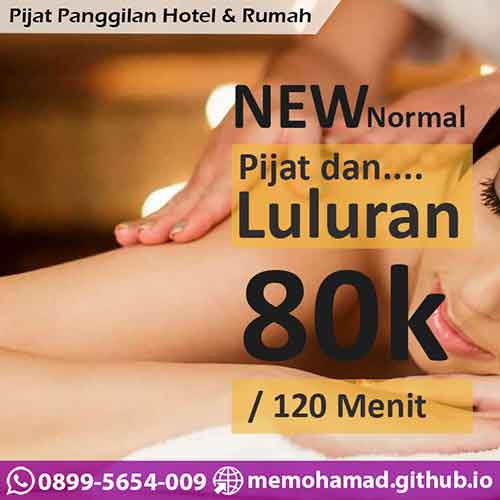 Pijat Panggilan Hotel & Rumah
NEW Normal
Pijat dan....
Luluran
80k
/ 120 Menit
0899-5654-009 memohamad.github.io